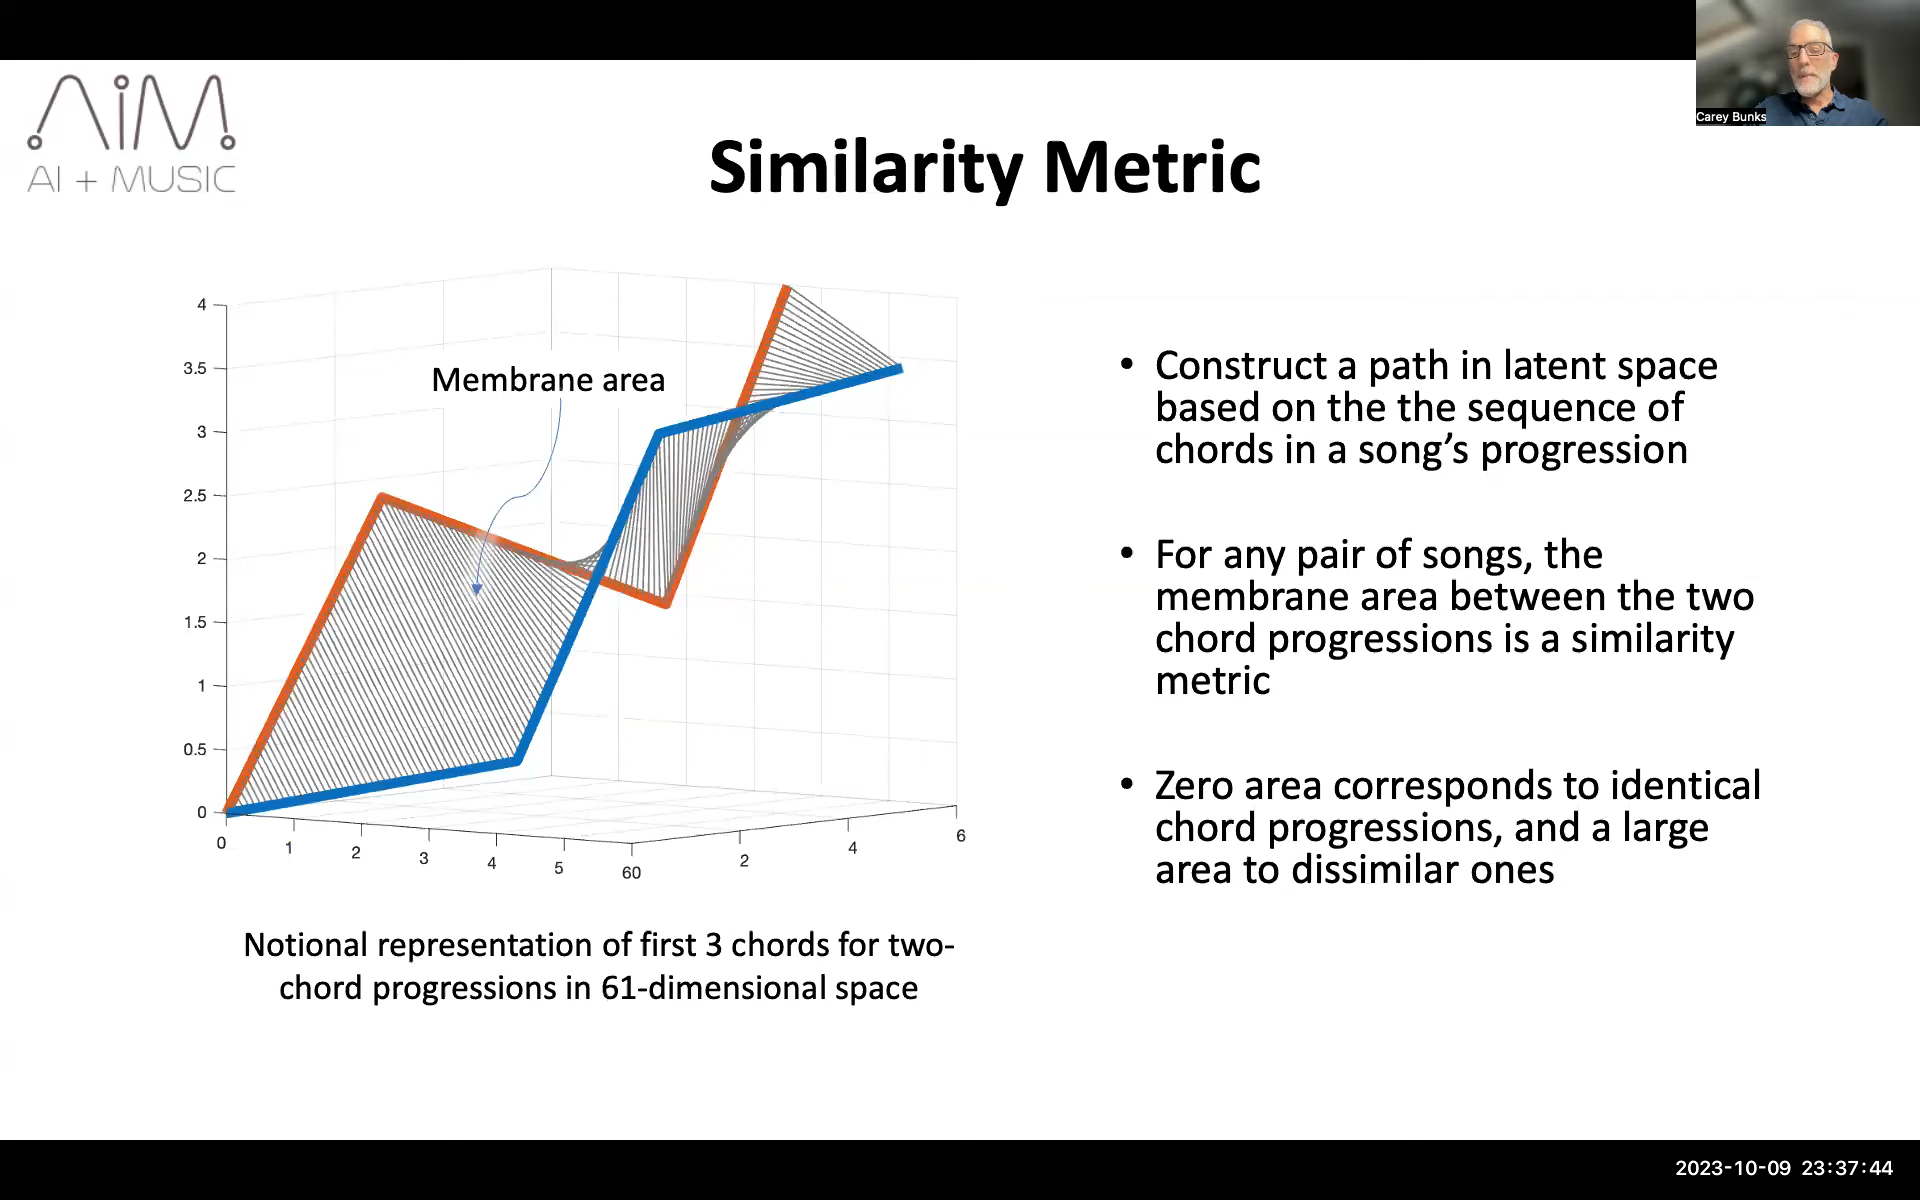 Carey Bunks
AiM
AI + MUSIC
Similarity Metric
4
3.5
3
2.5
2
1.5
1
0.5
0
Membrane area
0
1
2
3
4
5
60
2
4
6
Notional representation of first 3 chords for two-
chord progressions in 61-dimensional space
• Construct a path in latent space
based on the the sequence of
chords in a song’s progression
• For any pair of songs, the
membrane area between the two
chord progressions is a similarity
metric
• Zero area corresponds to identical
chord progressions, and a large
area to dissimilar ones
2023-10-09 23:37:44